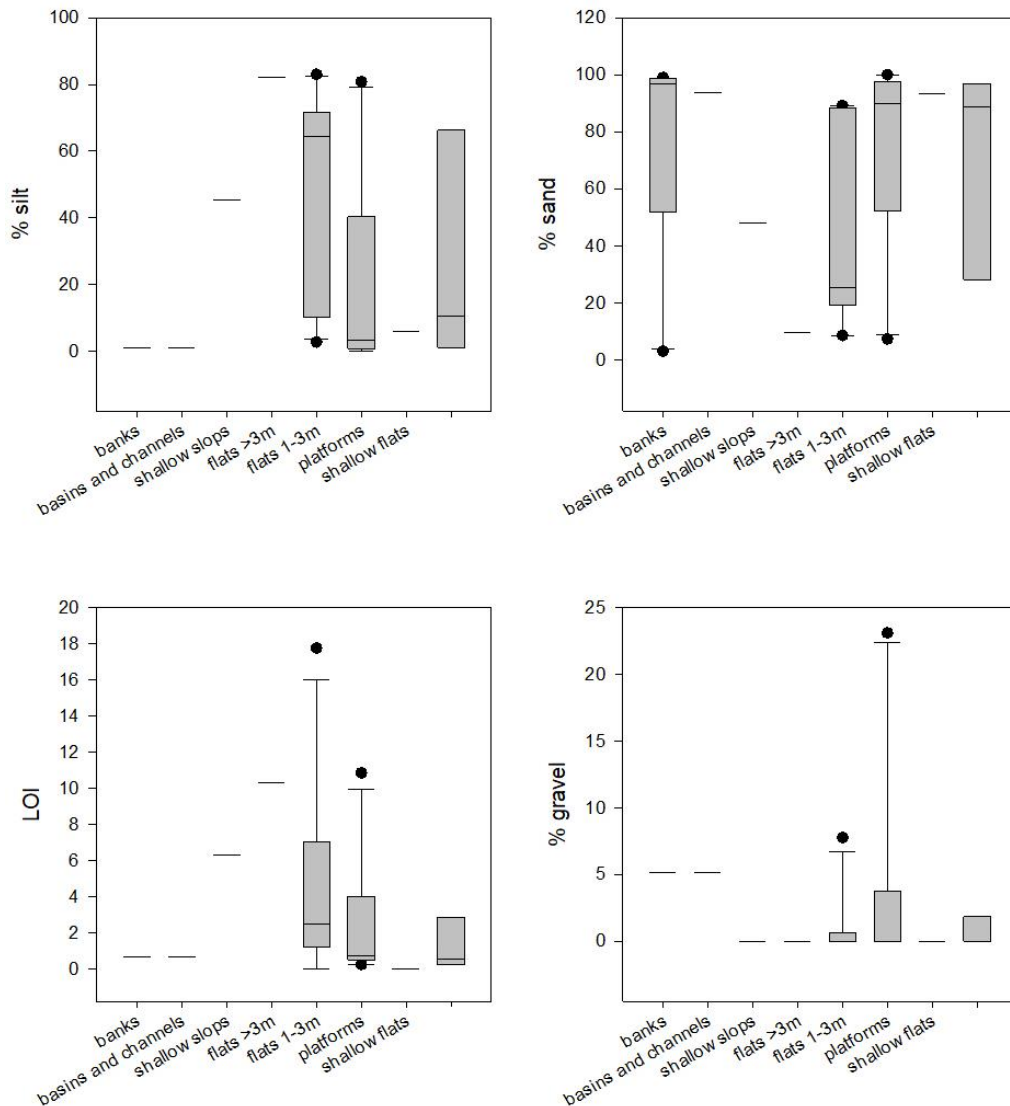 100
80
60
40
20
0
% silt
banks
basins and channels
shallow slops
flats >3m
flats 1-3m
platforms
shallow flats
120
100
80
60
40
20
0
% sand
banks
basins and channels
shallow slops
flats >3m
flats 1-3m
platforms
shallow flats
20
18
16
14
12
10
8
6
4
2
0
LOI
banks
basins and channels
shallow slops
flats >3m
flats 1-3m
platforms
shallow flats
25
20
15
10
5
0
% gravel
banks
basins and channels
shallow slops
flats >3m
flats 1-3m
platforms
shallow flats